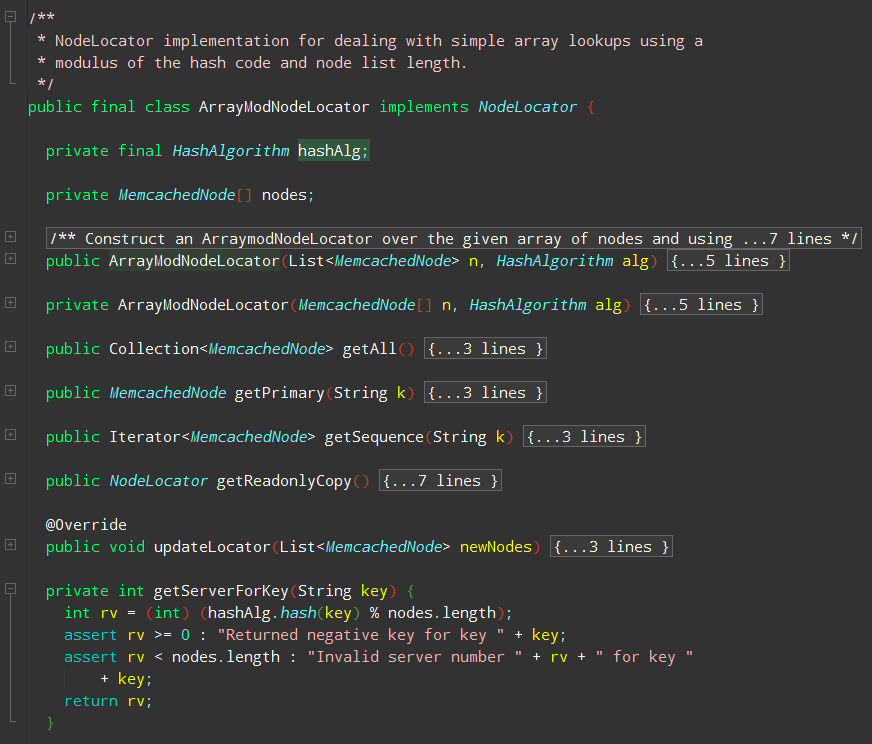 /**
 * NodeLocator implementation for dealing with simple array lookups using a
 * modulus of the hash code and node list length.
 */
public final class ArrayModNodeLocator implements NodeLocator {
private final HashAlgorithm hashAlg;
private MemcachedNode[] nodes;
/** Construct an ArraymodNodeLocator over the given array of nodes and using ...7 lines */
public ArrayModNodeLocator(List<MemcachedNode> n, HashAlgorithm alg) {...5 lines }
private ArrayModNodeLocator(MemcachedNode[] n, HashAlgorithm alg) {...5 lines }
public Collection<MemcachedNode> getAll() {...3 lines }
public MemcachedNode getPrimary(String k) {...3 lines }
public Iterator<MemcachedNode> getSequence(String k) {...3 lines }
public NodeLocator getReadonlyCopy() {...7 lines }
@Override
public void updateLocator(List<MemcachedNode> newNodes) {...3 lines }
private int getServerForKey(String key) {
int rv = (int) (hashAlg.hash(key) % nodes.length);
assert rv >= 0 : "Returned negative key for key " + key;
assert rv < nodes.length : "Invalid server number " + rv + " for key "
+ key;
return rv;
}